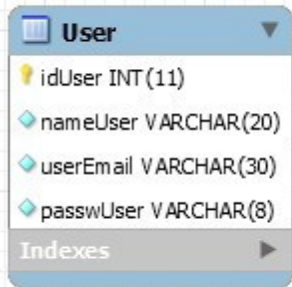 User
idUser INT(11)
nameUser VARCHAR(20)
userEmail VARCHAR(30)
passwUser VARCHAR(8)
Indexes